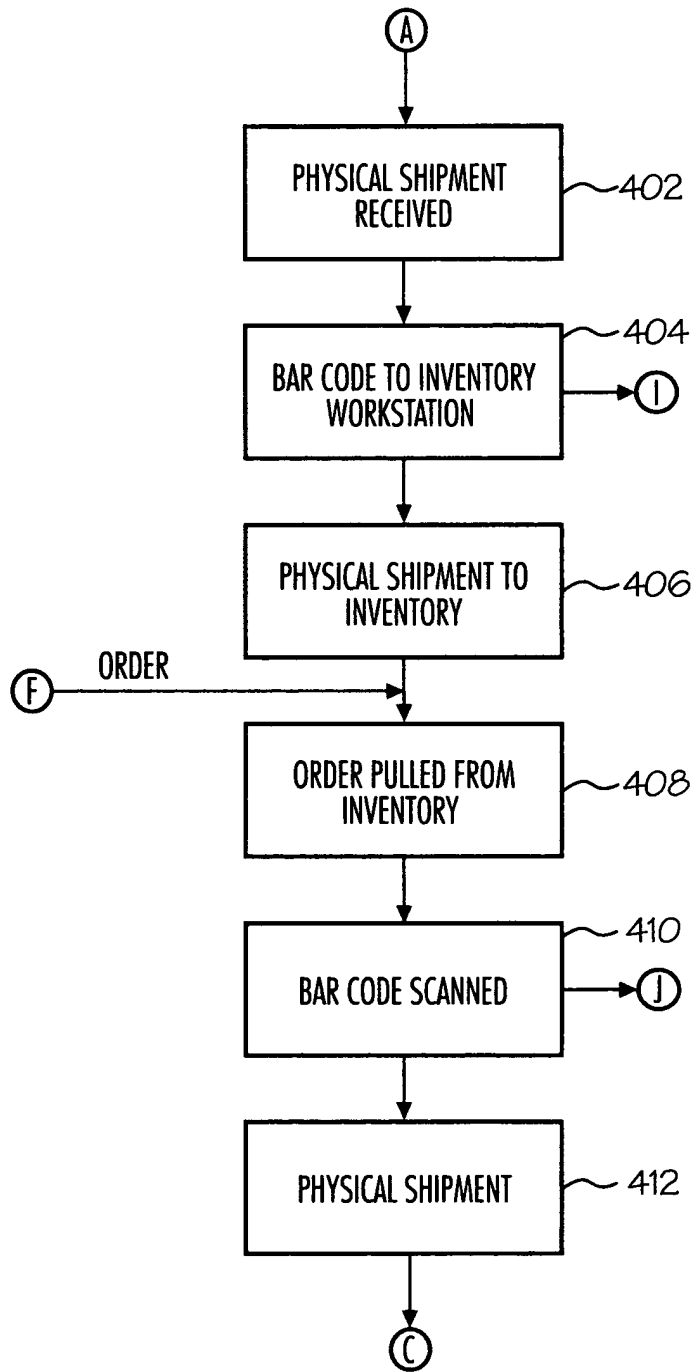 A
PHYSICAL SHIPMENT
RECEIVED
402
404
BAR CODE TO INVENTORY
WORKSTATION
I
PHYSICAL SHIPMENT TO
INVENTORY
406
F
ORDER
ORDER PULLED FROM
INVENTORY
408
410
BAR CODE SCANNED
J
PHYSICAL SHIPMENT
412
C